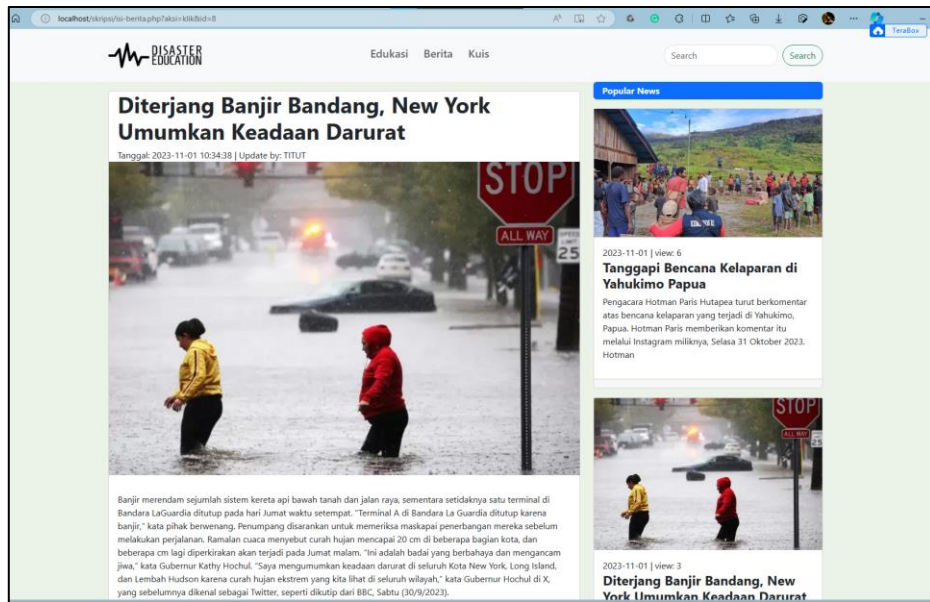 localhost/skripsi/isi-berita.php?aksi=klik&id=8
TeraBox
DISASTER
EDUCATION
Edukasi Berita Kuis
Search
Search
Diterjang Banjir Bandang, New York
Umumkan Keadaan Darurat
Tanggal: 2023-11-01 10:34:38 | Update by: TITUT
STOP
ALL WAY
SPEED
LIMIT
25
Banjir merendam sejumlah sistem kereta api bawah tanah dan jalan raya, sementara setidaknya satu terminal di
Bandara LaGuardia ditutup pada hari Jumat waktu setempat. "Terminal A di Bandara La Guardia ditutup karena
banjir," kata pihak berwenang. Penumpang disarankan untuk memeriksa maskapai penerbangan mereka sebelum
melakukan perjalanan. Ramalan cuaca menyebut curah hujan mencapai 20 cm di beberapa bagian kota, dan
beberapa cm lagi diperkirakan akan terjadi pada Jumat malam. "Ini adalah badai yang berbahaya dan mengancam
jiwa," kata Gubernur Kathy Hochul. "Saya mengumumkan keadaan darurat di seluruh Kota New York, Long Island,
dan Lembah Hudson karena curah hujan ekstrem yang kita lihat di seluruh wilayah," kata Gubernur Hochul di X,
yang sebelumnya dikenal sebagai Twitter, seperti dikutip dari BBC, Sabtu (30/9/2023).
Popular News
2023-11-01 | view: 6
Tanggapi Bencana Kelaparan di
Yahukimo Papua
Pengacara Hotman Paris Hutapea turut berkomentar
atas bencana kelaparan yang terjadi di Yahukimo,
Papua. Hotman Paris memberikan komentar itu
melalui Instagram miliknya, Selasa 31 Oktober 2023.
Hotman
STOP
ALL WAY
25
2023-11-01 | view: 3
Diterjang Banjir Bandang, New
York Umumkan Keadaan Darurat